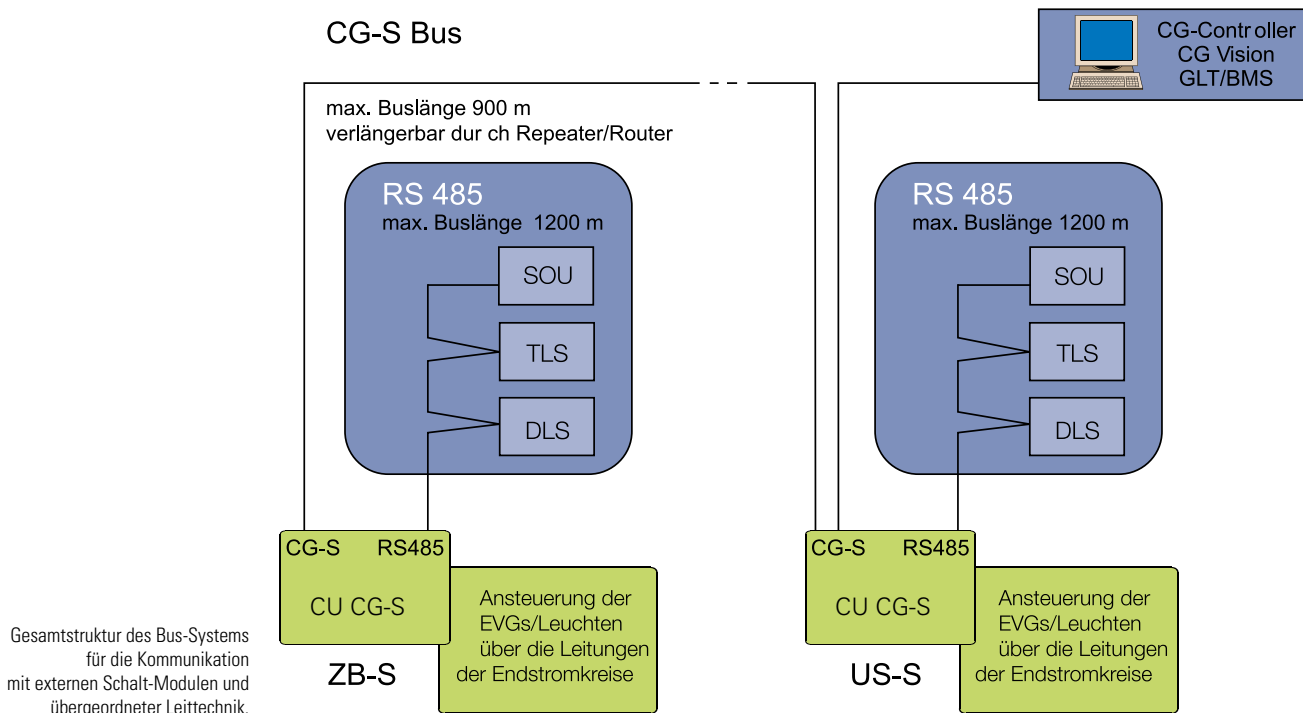 CG-S Bus
CG-Controller
CG Vision
GLT/BMS
max. Buslänge 900 m
verlängerbar dur ch Repeater/Router
RS 485
max. Buslänge 1200 m
SOU
TLS
DLS
RS 485
max. Buslänge 1200 m
SOU
TLS
DLS
CG-S RS485
CU CG-S
Ansteuerung der
EVGs/Leuchten
über die Leitungen
der Endstromkreise
ZB-S
CG-S RS485
CU CG-S
Ansteuerung der
EVGs/Leuchten
über die Leitungen
der Endstromkreise
US-S
Gesamtstruktur des Bus-Systems
für die Kommunikation
mit externen Schalt-Modulen und
übergeordneter Leittechnik.